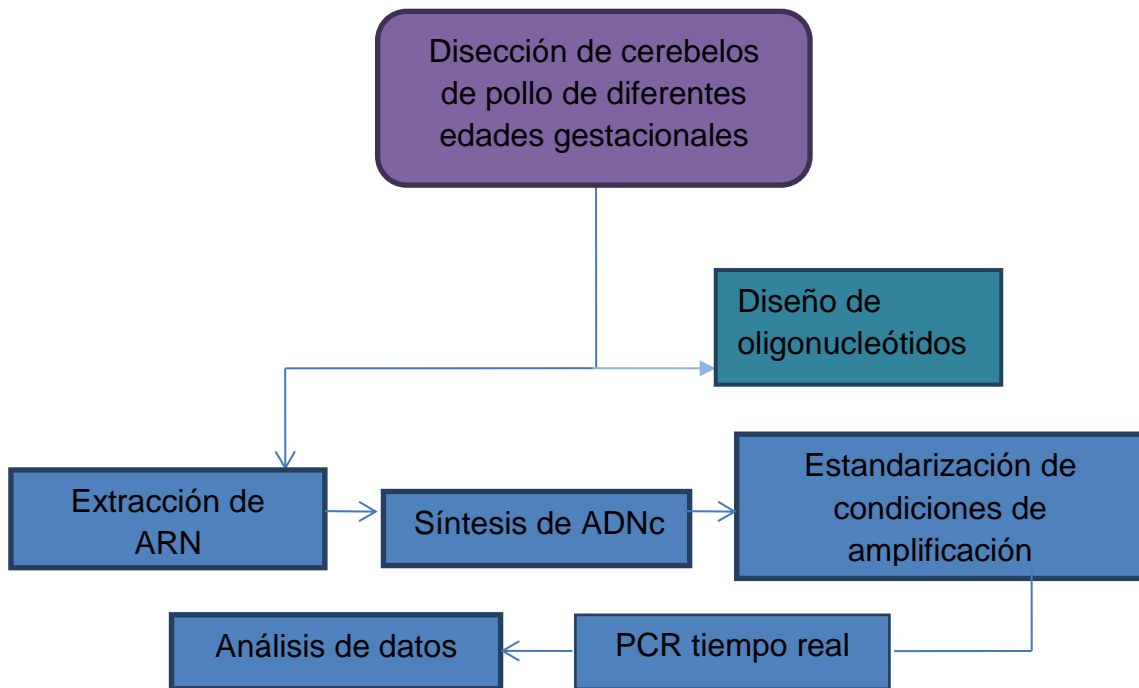 Disección de cerebelos
de pollo de diferentes
edades gestacionales
Diseño de
oligonucleótidos
Extracción de
ARN
Síntesis de ADNc
Estandarización de
condiciones de
amplificación
PCR tiempo real
Análisis de datos